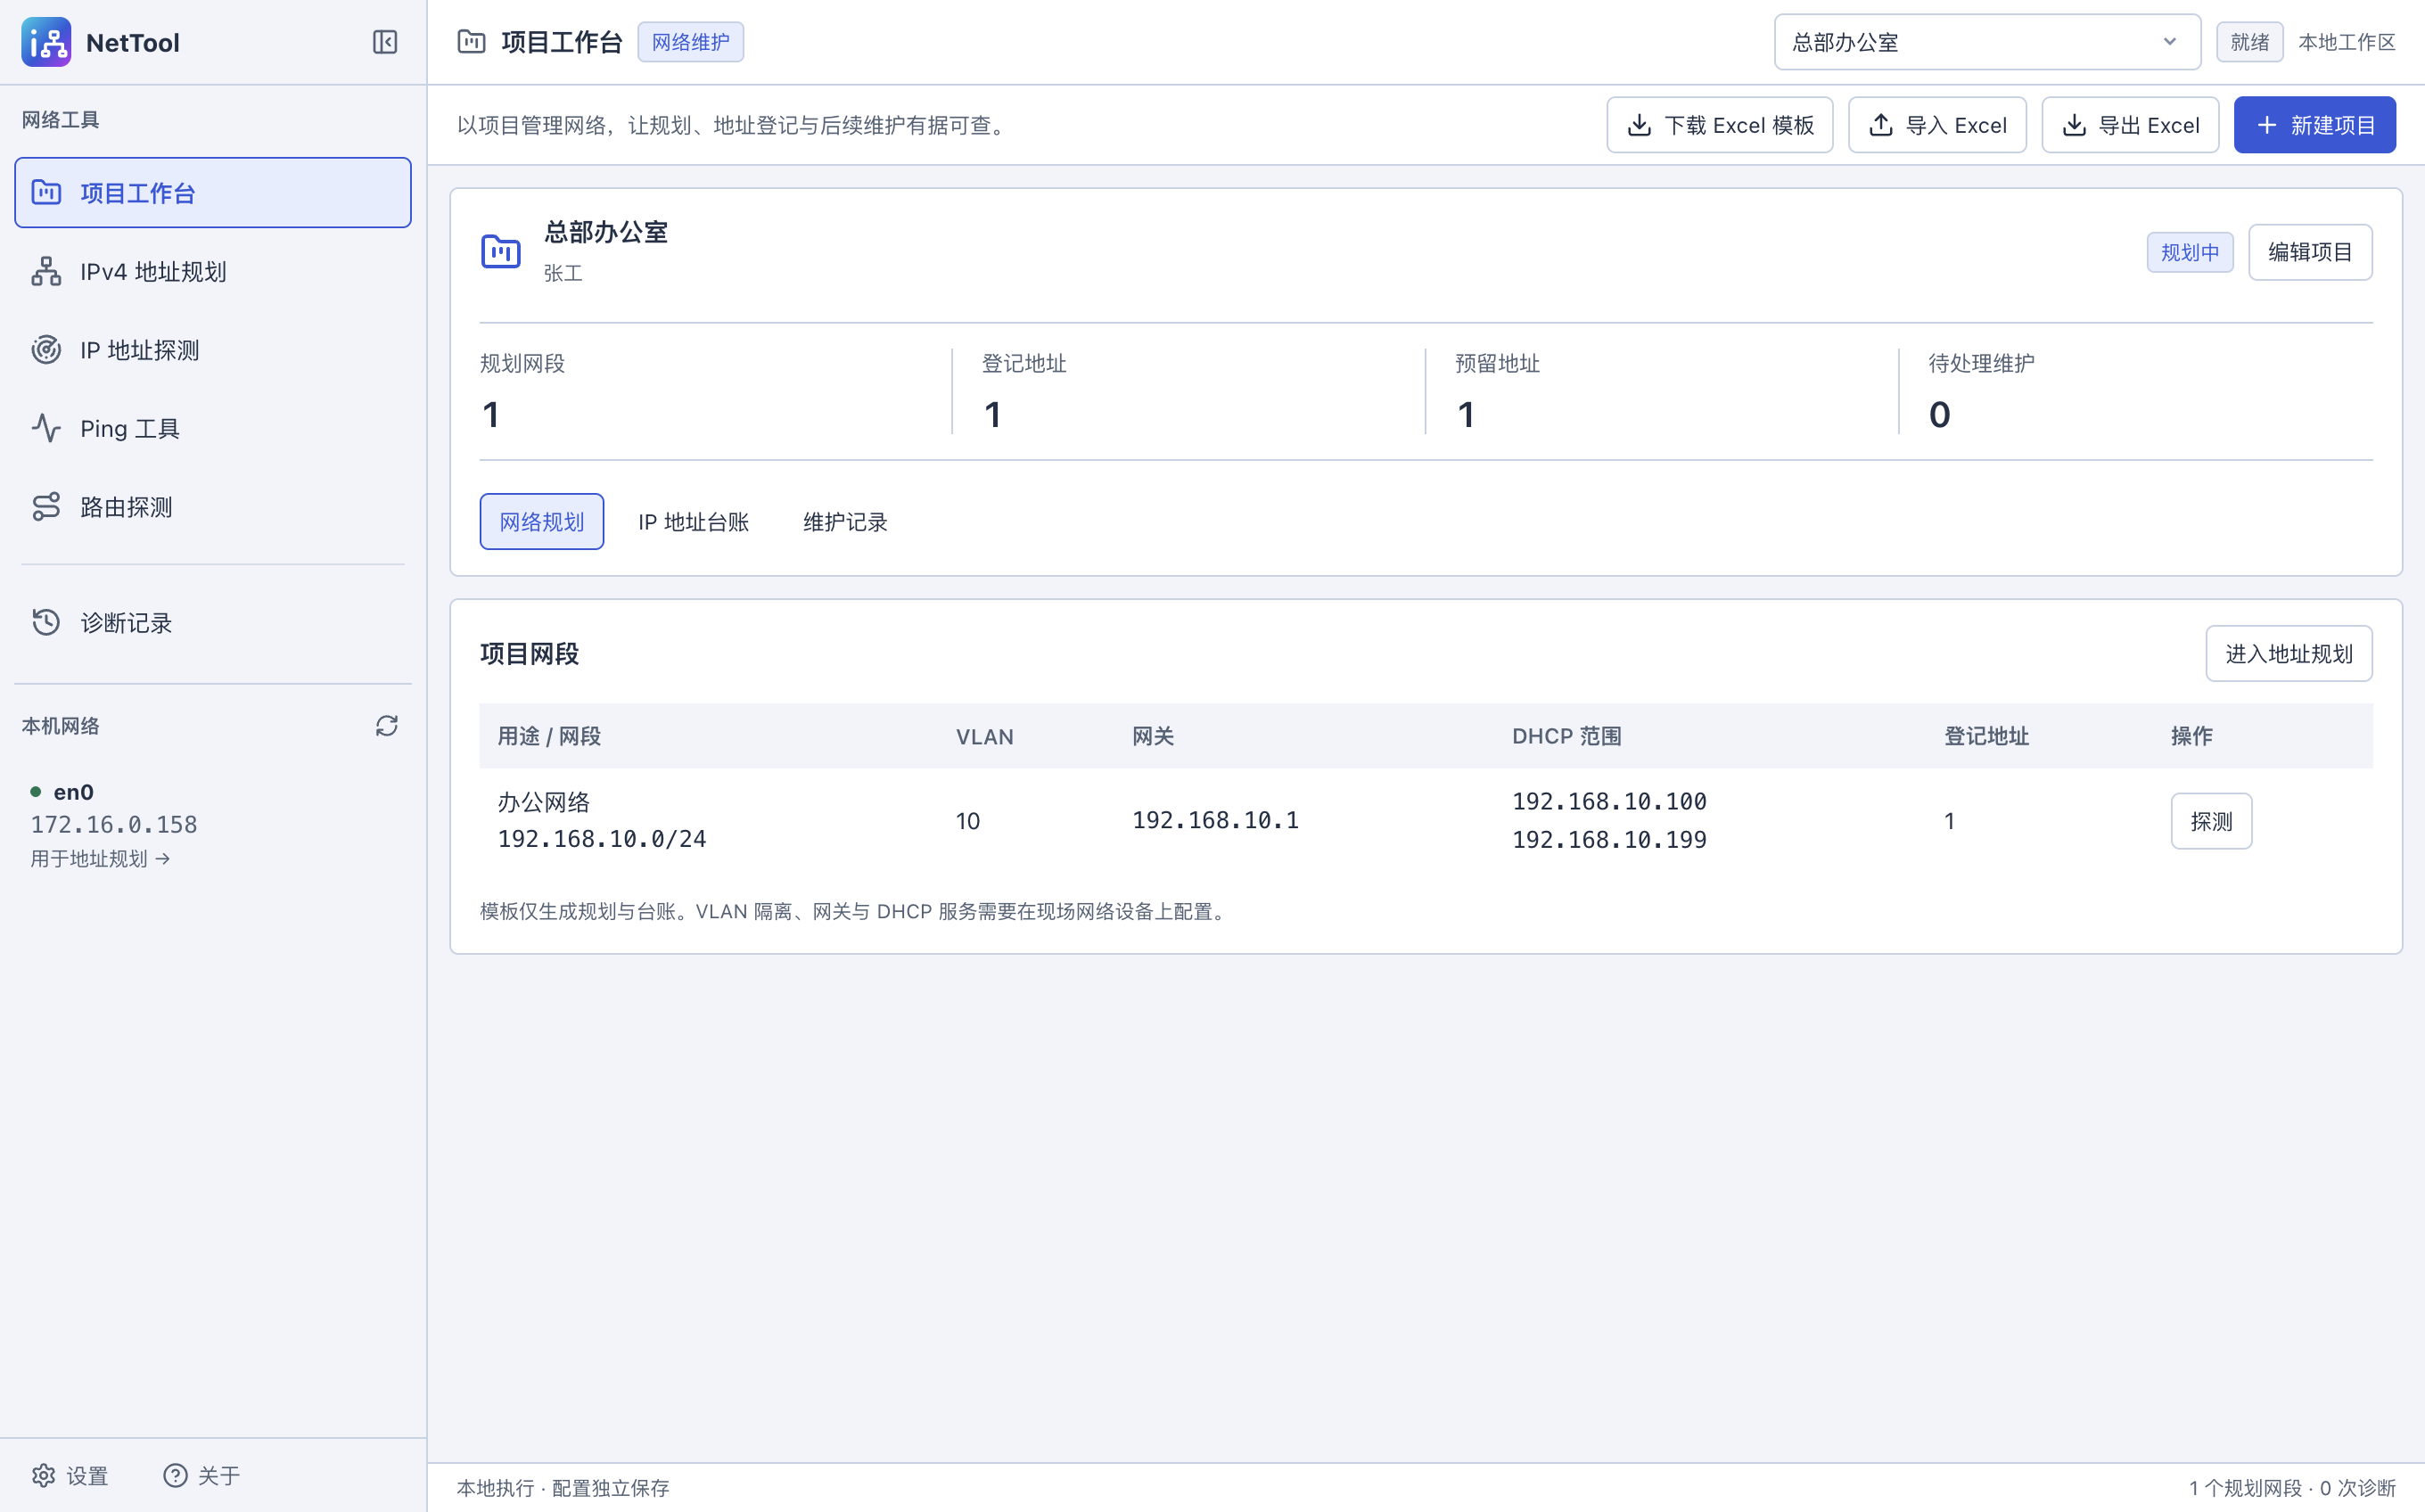 NetTool
网络工具
项目工作台
IPv4 地址规划
IP 地址探测
Ping 工具
路由探测
诊断记录
本机网络
en0
172.16.0.158
用于地址规划 →
设置
关于
项目工作台
网络维护
总部办公室
就绪
本地工作区
以项目管理网络，让规划、地址登记与后续维护有据可查。
下载 Excel 模板
导入 Excel
导出 Excel
新建项目
总部办公室
张工
规划中
编辑项目
规划网段
1
登记地址
1
预留地址
1
待处理维护
0
网络规划
IP 地址台账
维护记录
项目网段
进入地址规划
用途 / 网段
VLAN
网关
DHCP 范围
登记地址
操作
办公网络
192.168.10.0/24
10
192.168.10.1
192.168.10.100
192.168.10.199
1
探测
模板仅生成规划与台账。VLAN 隔离、网关与 DHCP 服务需要在现场网络设备上配置。
本地执行 · 配置独立保存
1 个规划网段 · 0 次诊断